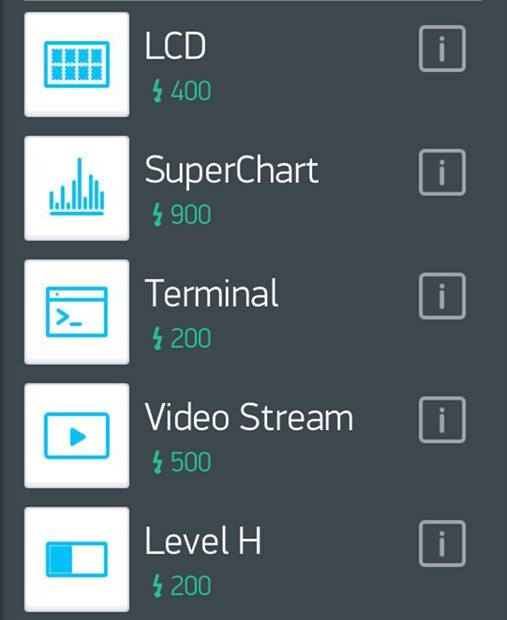 LCD
400
SuperChart
900
Terminal
200
Video Stream
500
Level H
200